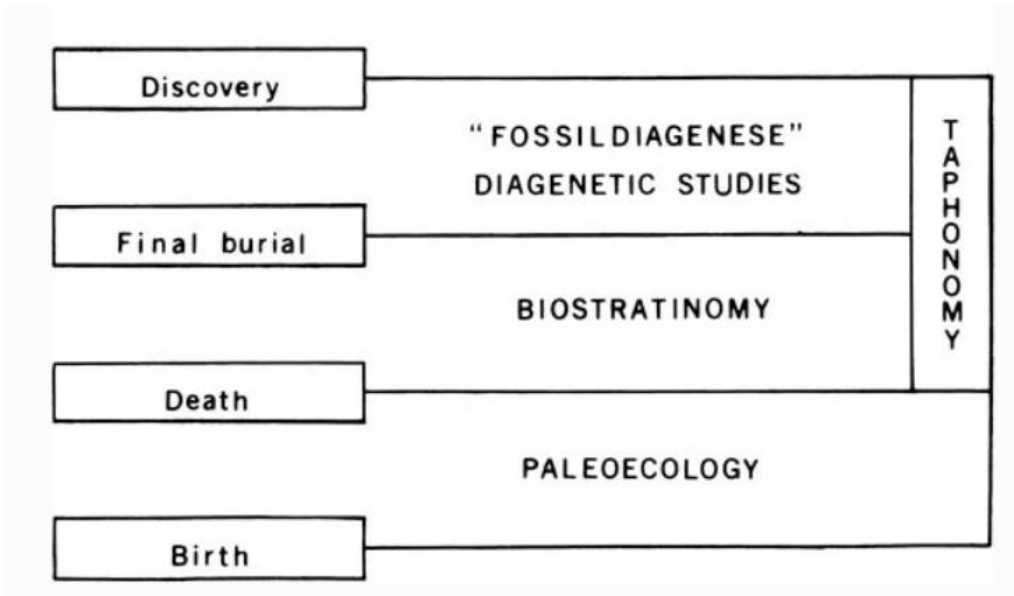 Discovery
"FOSSILDIAGENESE"
DIAGENETIC STUDIES
TAPHONOMY
Final burial
BIOSTRATINOMY
Death
PALEOECOLOGY
Birth